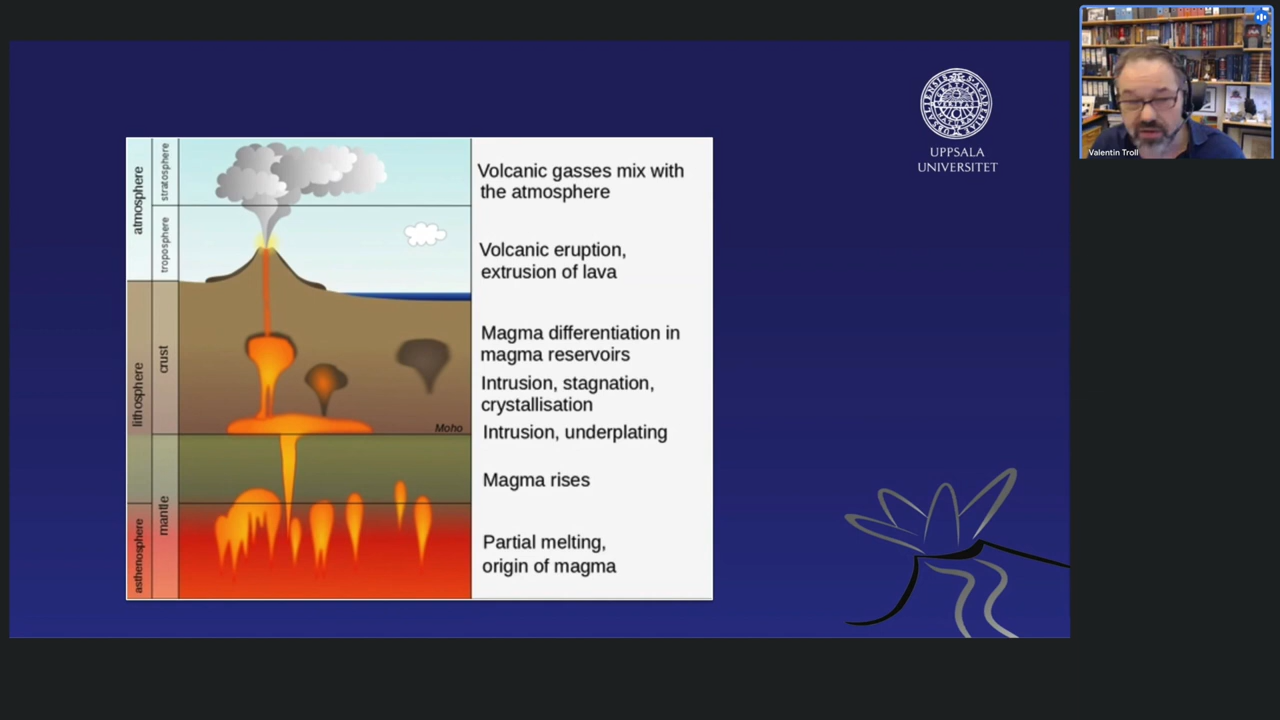 UPPSALA
UNIVERSITET
Valentin Troll
atmosphere
stratosphere
troposphere
lithosphere
crust
mantle
asthenosphere
Moho
Volcanic gasses mix with
the atmosphere
Volcanic eruption,
extrusion of lava
Magma differentiation in
magma reservoirs
Intrusion, stagnation,
crystallisation
Intrusion, underplating
Magma rises
Partial melting,
origin of magma